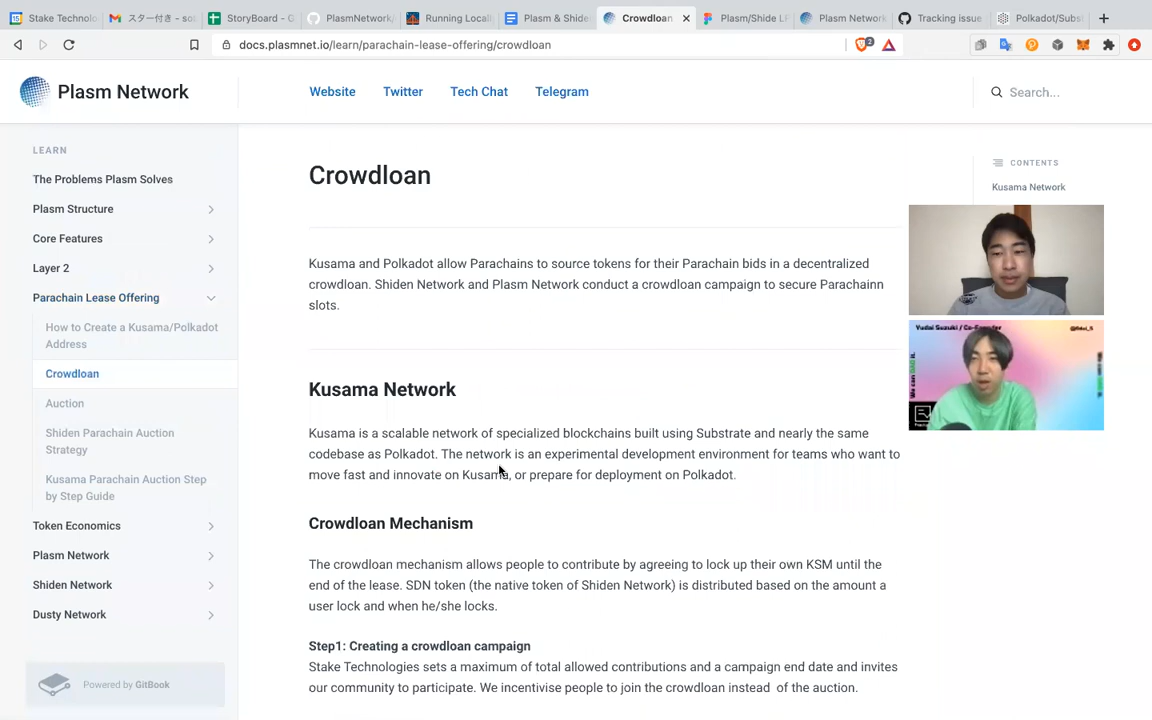 Stake Technolo
スター付き - so
StoryBoard - G
PlasmNetwork/
Running Locall
Plasm & Shide
Crowdloan
Plasm/Shide LP
Plasm Network
Tracking issue
Polkadot/Subs
docs.plasmnet.io/learn/parachain-lease-offering/crowdloan
2
Plasm Network
Website
Twitter
Tech Chat
Telegram
Search...
LEARN
The Problems Plasm Solves
Plasm Structure
Core Features
Layer 2
Parachain Lease Offering
How to Create a Kusama/Polkadot
Address
Crowdloan
Auction
Shiden Parachain Auction
Strategy
Kusama Parachain Auction Step
by Step Guide
Token Economics
Plasm Network
Shiden Network
Dusty Network
Powered by GitBook
Crowdloan
Kusama and Polkadot allow Parachains to source tokens for their Parachain bids in a decentralized
crowdloan. Shiden Network and Plasm Network conduct a crowdloan campaign to secure Parachainn
slots.
Kusama Network
Kusama is a scalable network of specialized blockchains built using Substrate and nearly the same
codebase as Polkadot. The network is an experimental development environment for teams who want to
move fast and innovate on Kusama, or prepare for deployment on Polkadot.
Crowdloan Mechanism
The crowdloan mechanism allows people to contribute by agreeing to lock up their own KSM until the
end of the lease. SDN token (the native token of Shiden Network) is distributed based on the amount a
user lock and when he/she locks.
Step1: Creating a crowdloan campaign
Stake Technologies sets a maximum of total allowed contributions and a campaign end date and invites
our community to participate. We incentivise people to join the crowdloan instead of the auction.
CONTENTS
Kusama Network
Yudai Suzuki / Co-Founder